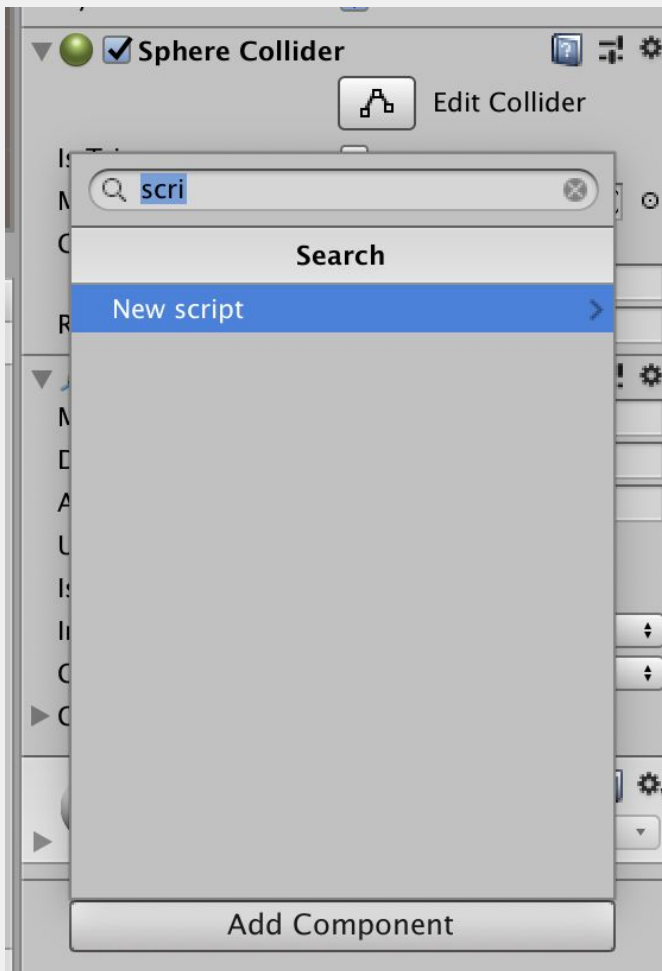 Sphere Collider
Edit Collider
scri
Search
New script
Add Component